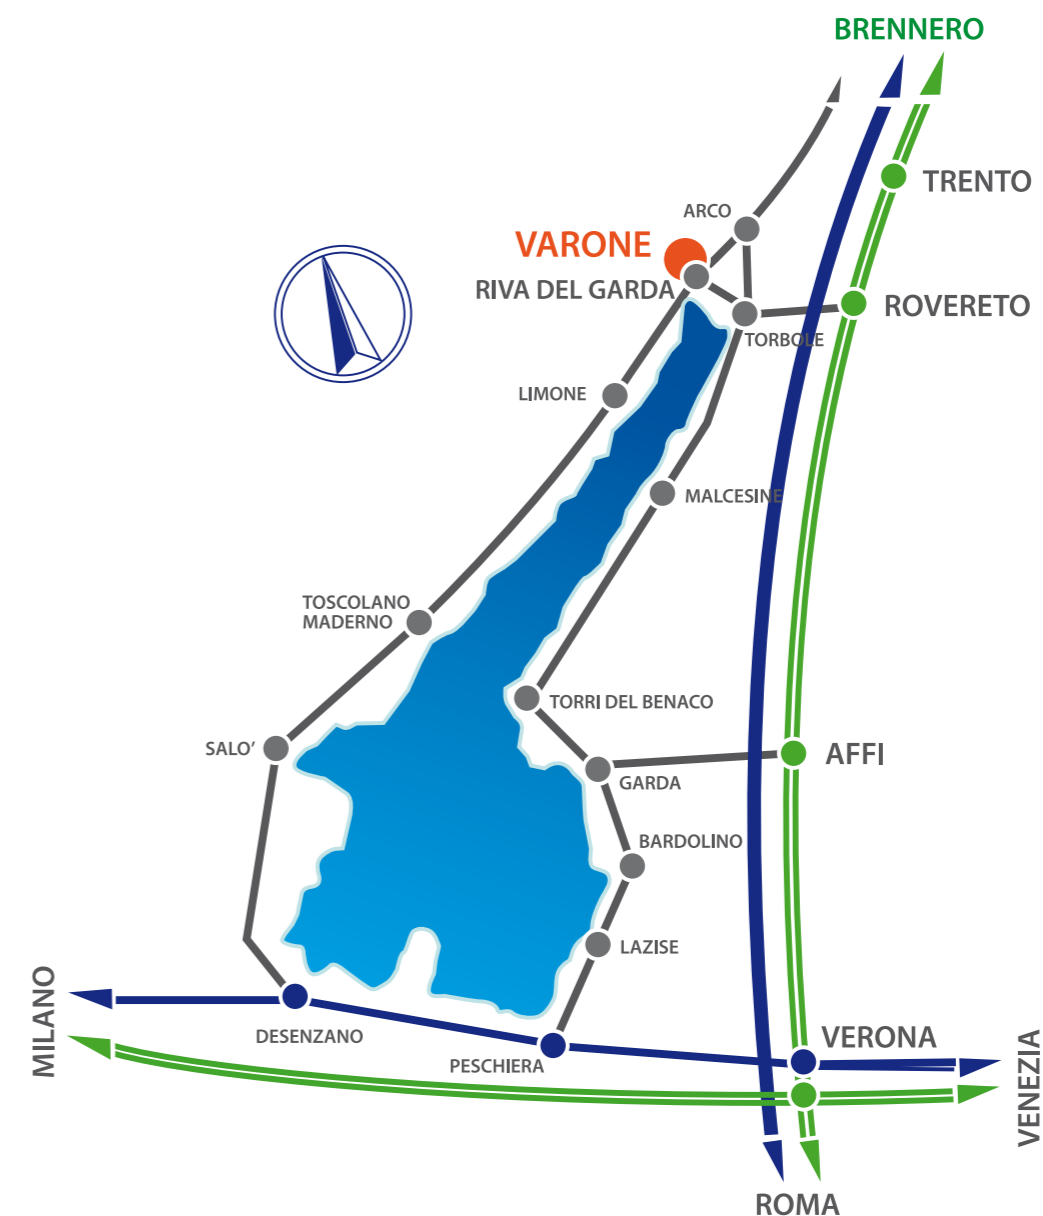 BRENNERO
TRENTO
ARCO
VARONE
RIVA DEL GARDA
ROVERETO
TORBOLE
LIMONE
MALCESINE
TOSCOLANO
MADERNO
TORRI DEL BENACO
SALO’
AFFI
GARDA
BARDOLINO
LAZISE
MILANO
DESENZANO
VERONA
PESCHIERA
VENEZIA
ROMA